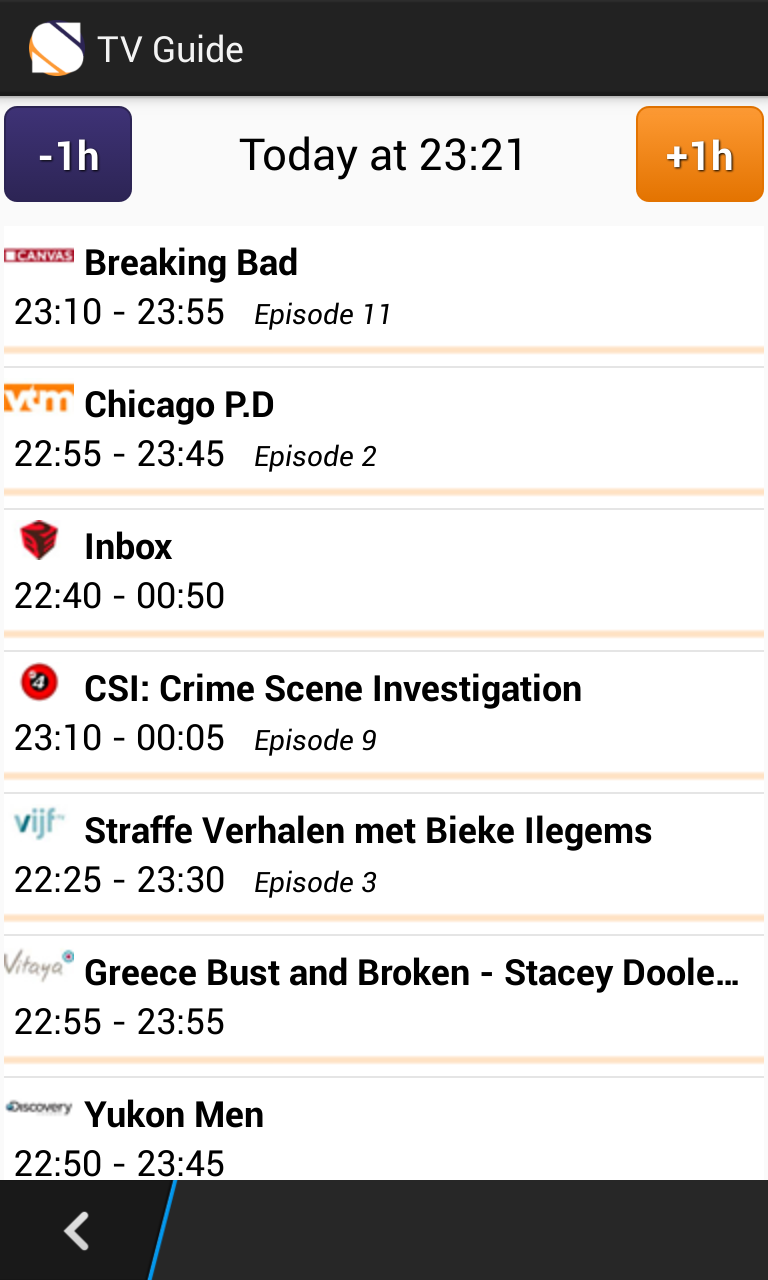 TV Guide
-1h
Today at 23:21
+1h
CANVAS
Breaking Bad
23:10 - 23:55 Episode 11
vtm
Chicago P.D
22:55 - 23:45 Episode 2
Inbox
22:40 - 00:50
4
CSI: Crime Scene Investigation
23:10 - 00:05 Episode 9
vijf
Straffe Verhalen met Bieke Ilegems
22:25 - 23:30 Episode 3
Vitaya
Greece Bust and Broken - Stacey Doole...
22:55 - 23:55
Discovery
Yukon Men
22:50 - 23:45